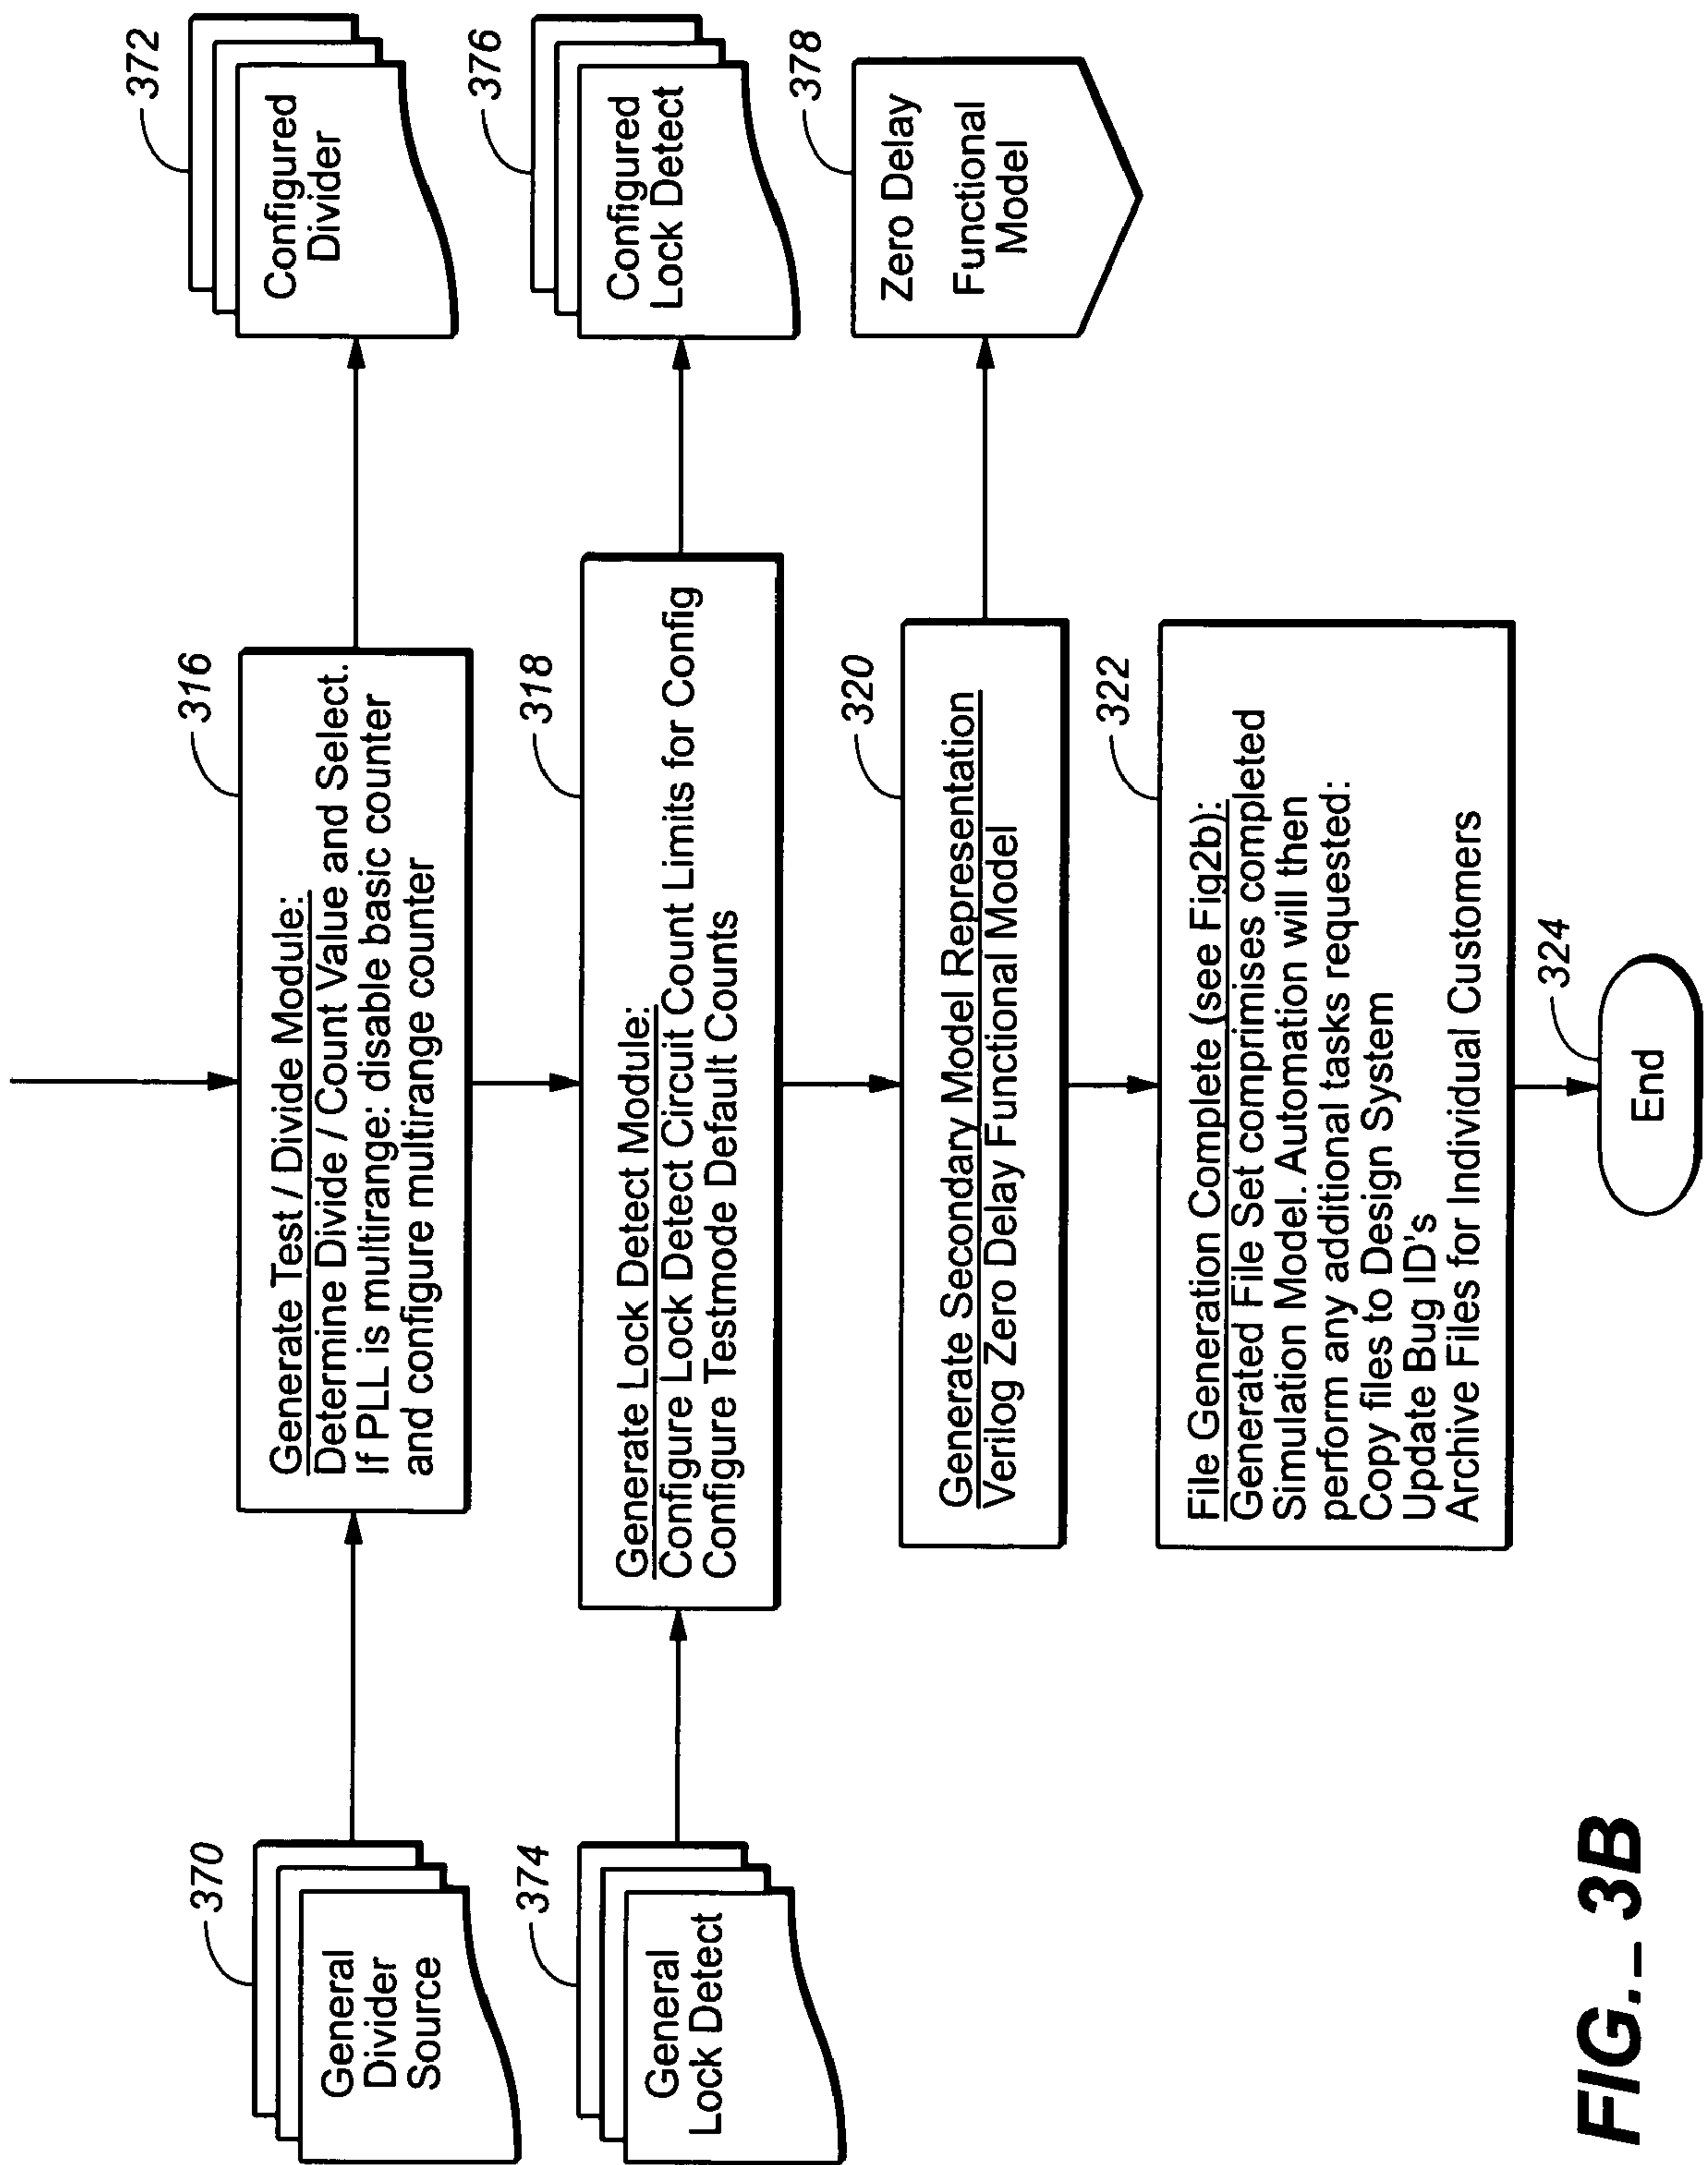 370
General
Divider
Source
316
Generate Test / Divide Module:
Determine Divide / Count Value and Select.
If PLL is multirange: disable basic counter
and configure multirange counter
372
Configured
Divider
374
General
Lock Detect
318
Generate Lock Detect Module:
Configure Lock Detect Circuit Count Limits for Config
Configure Testmode Default Counts
376
Configured
Lock Detect
320
Generate Secondary Model Representation
Verilog Zero Delay Functional Model
378
Zero Delay
Functional
Model
322
File Generation Complete (see Fig2b):
Generated File Set comprimises completed
Simulation Model. Automation will then
perform any additional tasks requested:
Copy files to Design System
Update Bug ID's
Archive Files for Individual Customers
324
End
FIG._ 3B